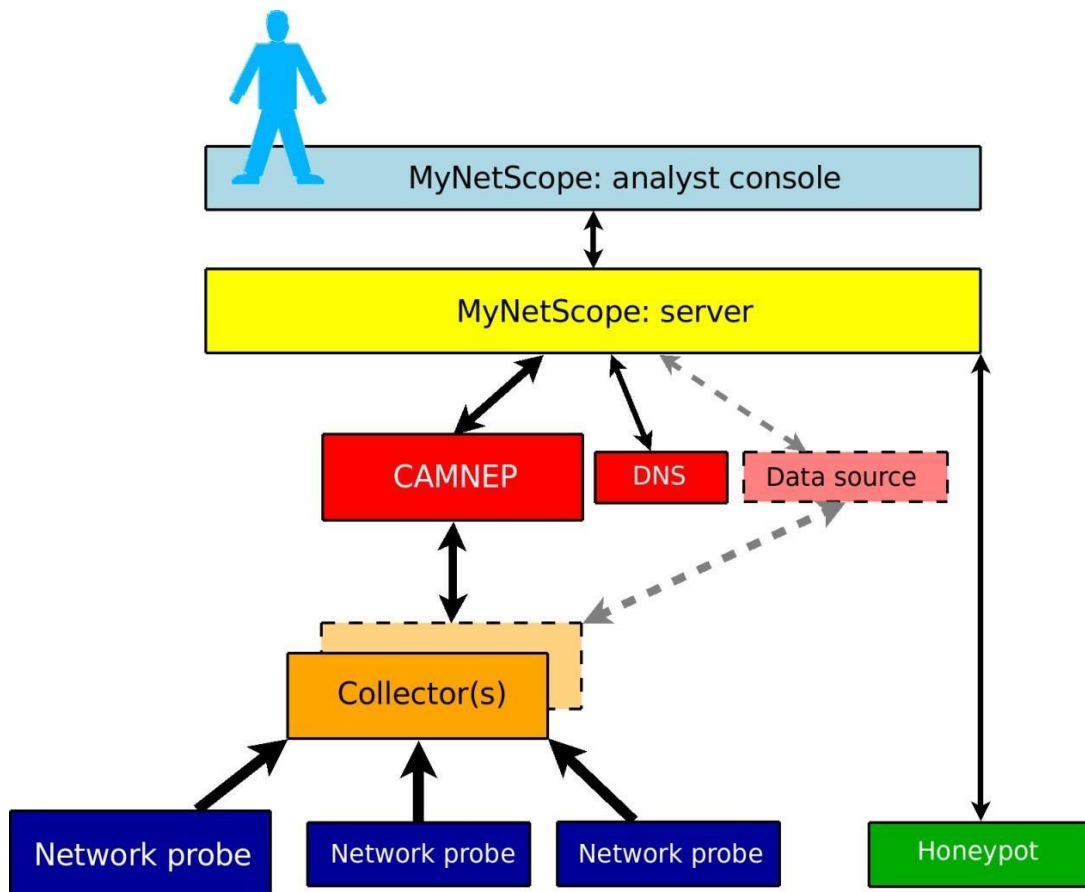 MyNetScope: analyst console
MyNetScope: server
CAMNEP
DNS
Data source
Collector(s)
Network probe
Network probe
Network probe
Honeypot